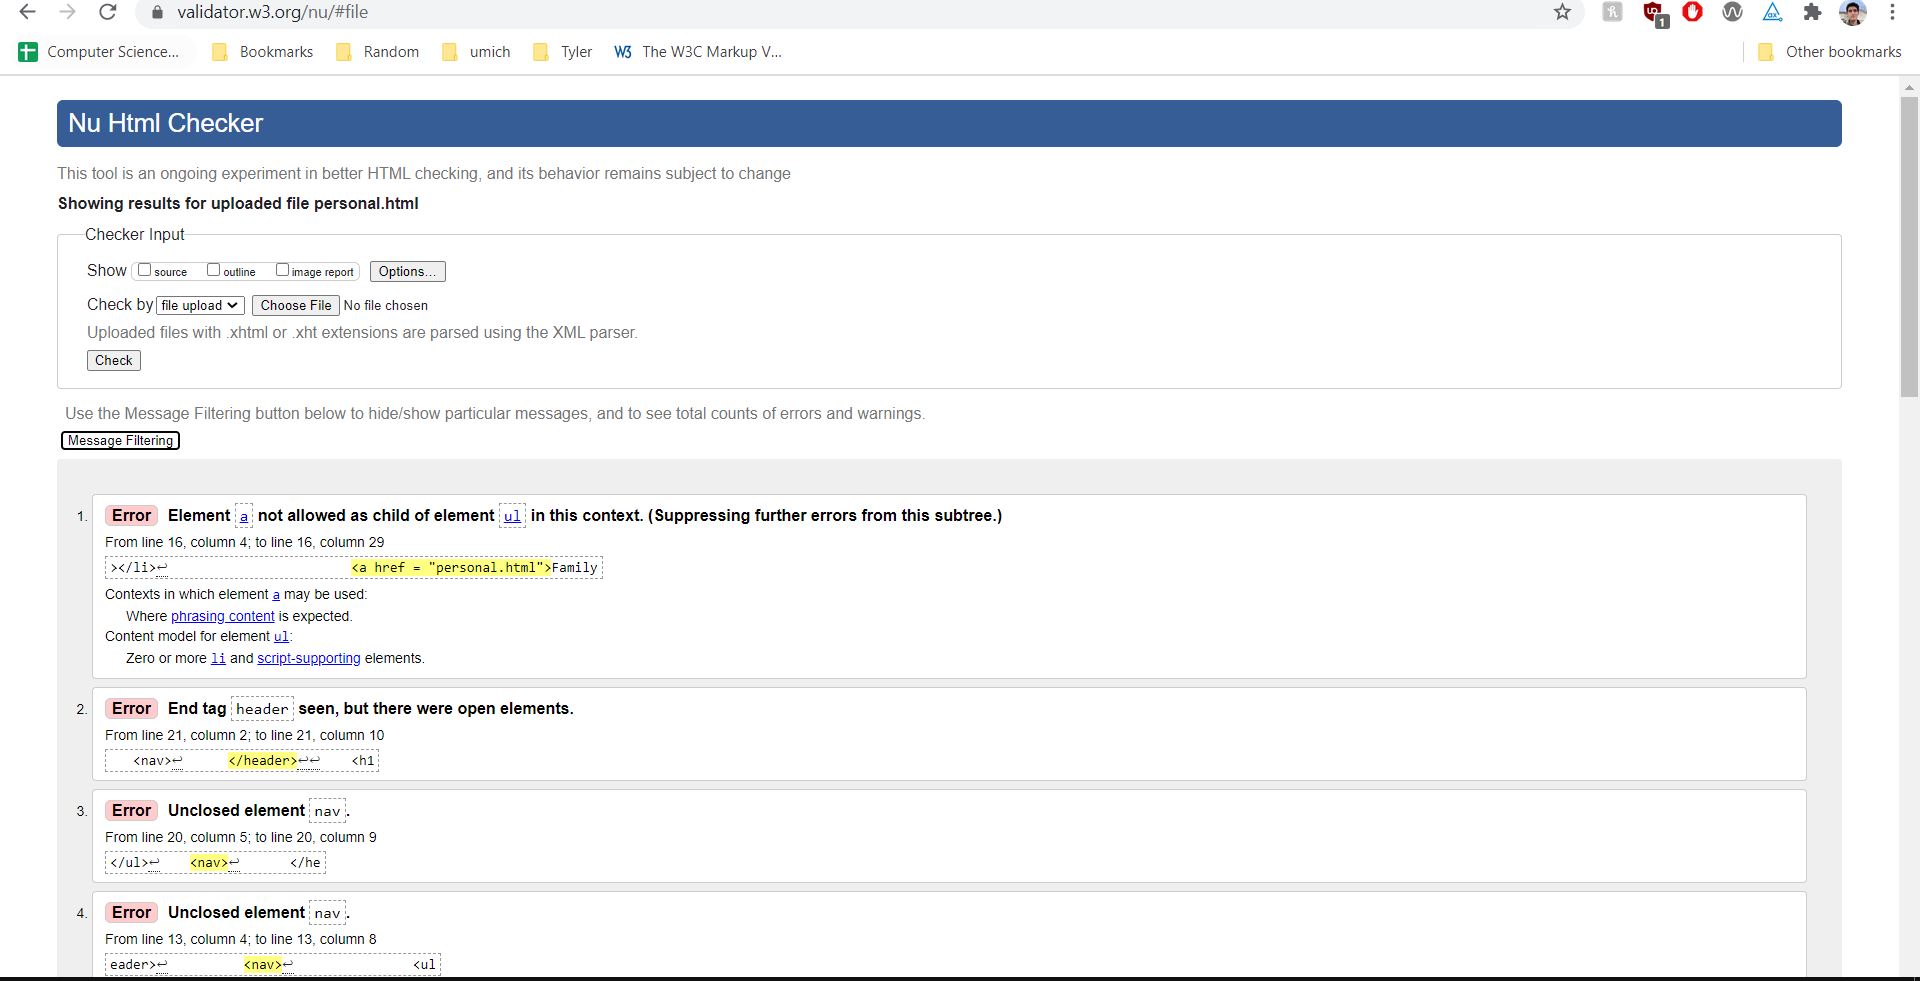 validator.w3.org/nu/#file
1
Computer Science...
Bookmarks
Random
umich
Tyler
W3 The W3C Markup V...
Other bookmarks
Nu Html Checker
This tool is an ongoing experiment in better HTML checking, and its behavior remains subject to change
Showing results for uploaded file personal.html
Checker Input
Show source outline image report Options...
Check by file upload Choose File No file chosen
Uploaded files with .xhtml or .xht extensions are parsed using the XML parser.
Check
Use the Message Filtering button below to hide/show particular messages, and to see total counts of errors and warnings.
Message Filtering
1. Error Element a not allowed as child of element ul in this context. (Suppressing further errors from this subtree.)
From line 16, column 4; to line 16, column 29
></li>↩ <a href = "personal.html">Family
Contexts in which element a may be used:
Where phrasing content is expected.
Content model for element ul:
Zero or more li and script-supporting elements.
2. Error End tag header seen, but there were open elements.
From line 21, column 2; to line 21, column 10
<nav>↩ </header>↩↩ <h1
3. Error Unclosed element nav.
From line 20, column 5; to line 20, column 9
</ul>↩ <nav>↩ </he
4. Error Unclosed element nav.
From line 13, column 4; to line 13, column 8
eader>↩ <nav>↩ <ul